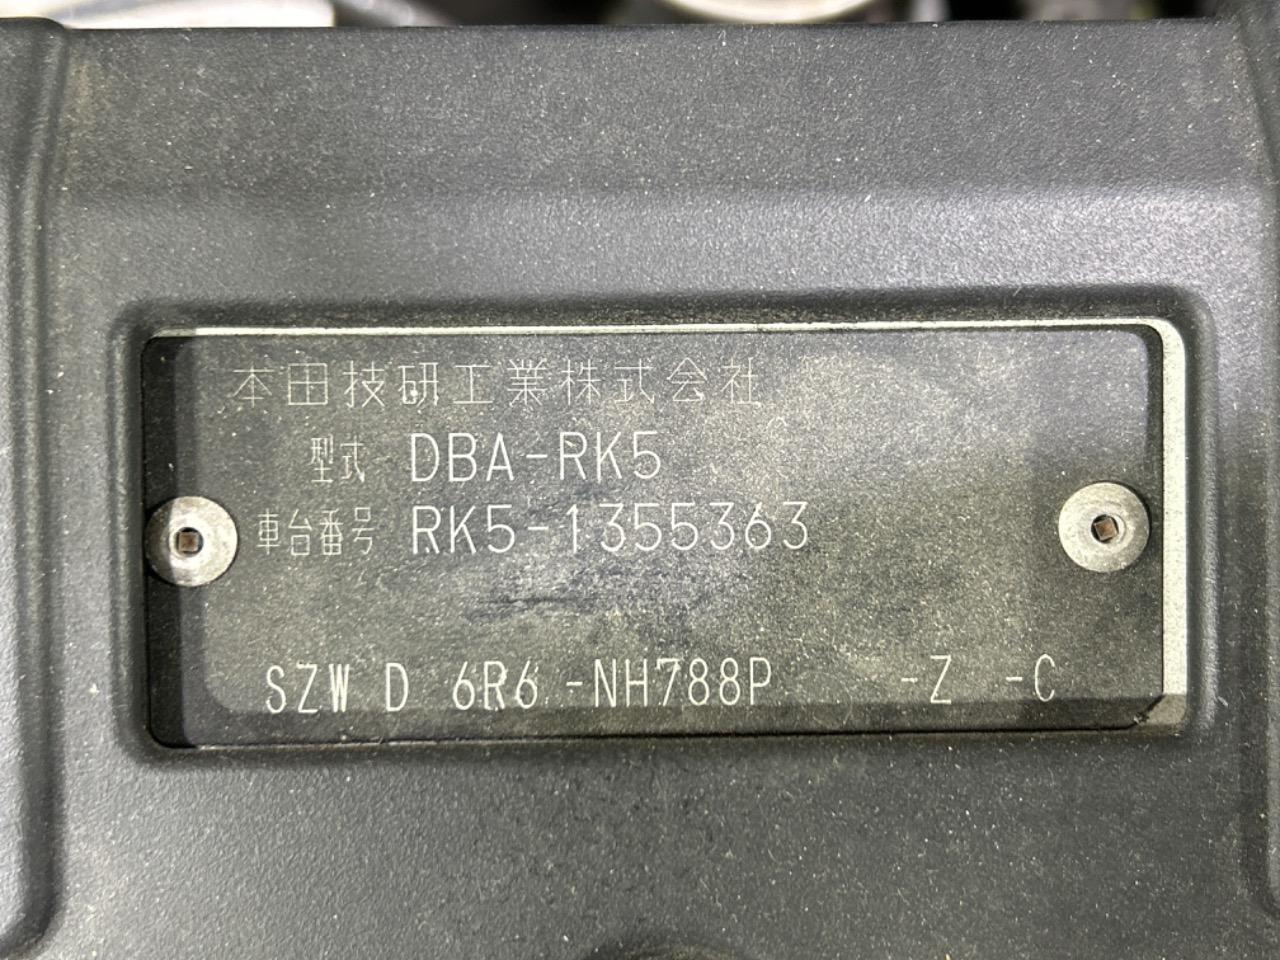 本田技研工業株式会社
型式 DBA-RK5
車台番号 RK5-1355363
SZW D 6R6 -NH788P -Z -C